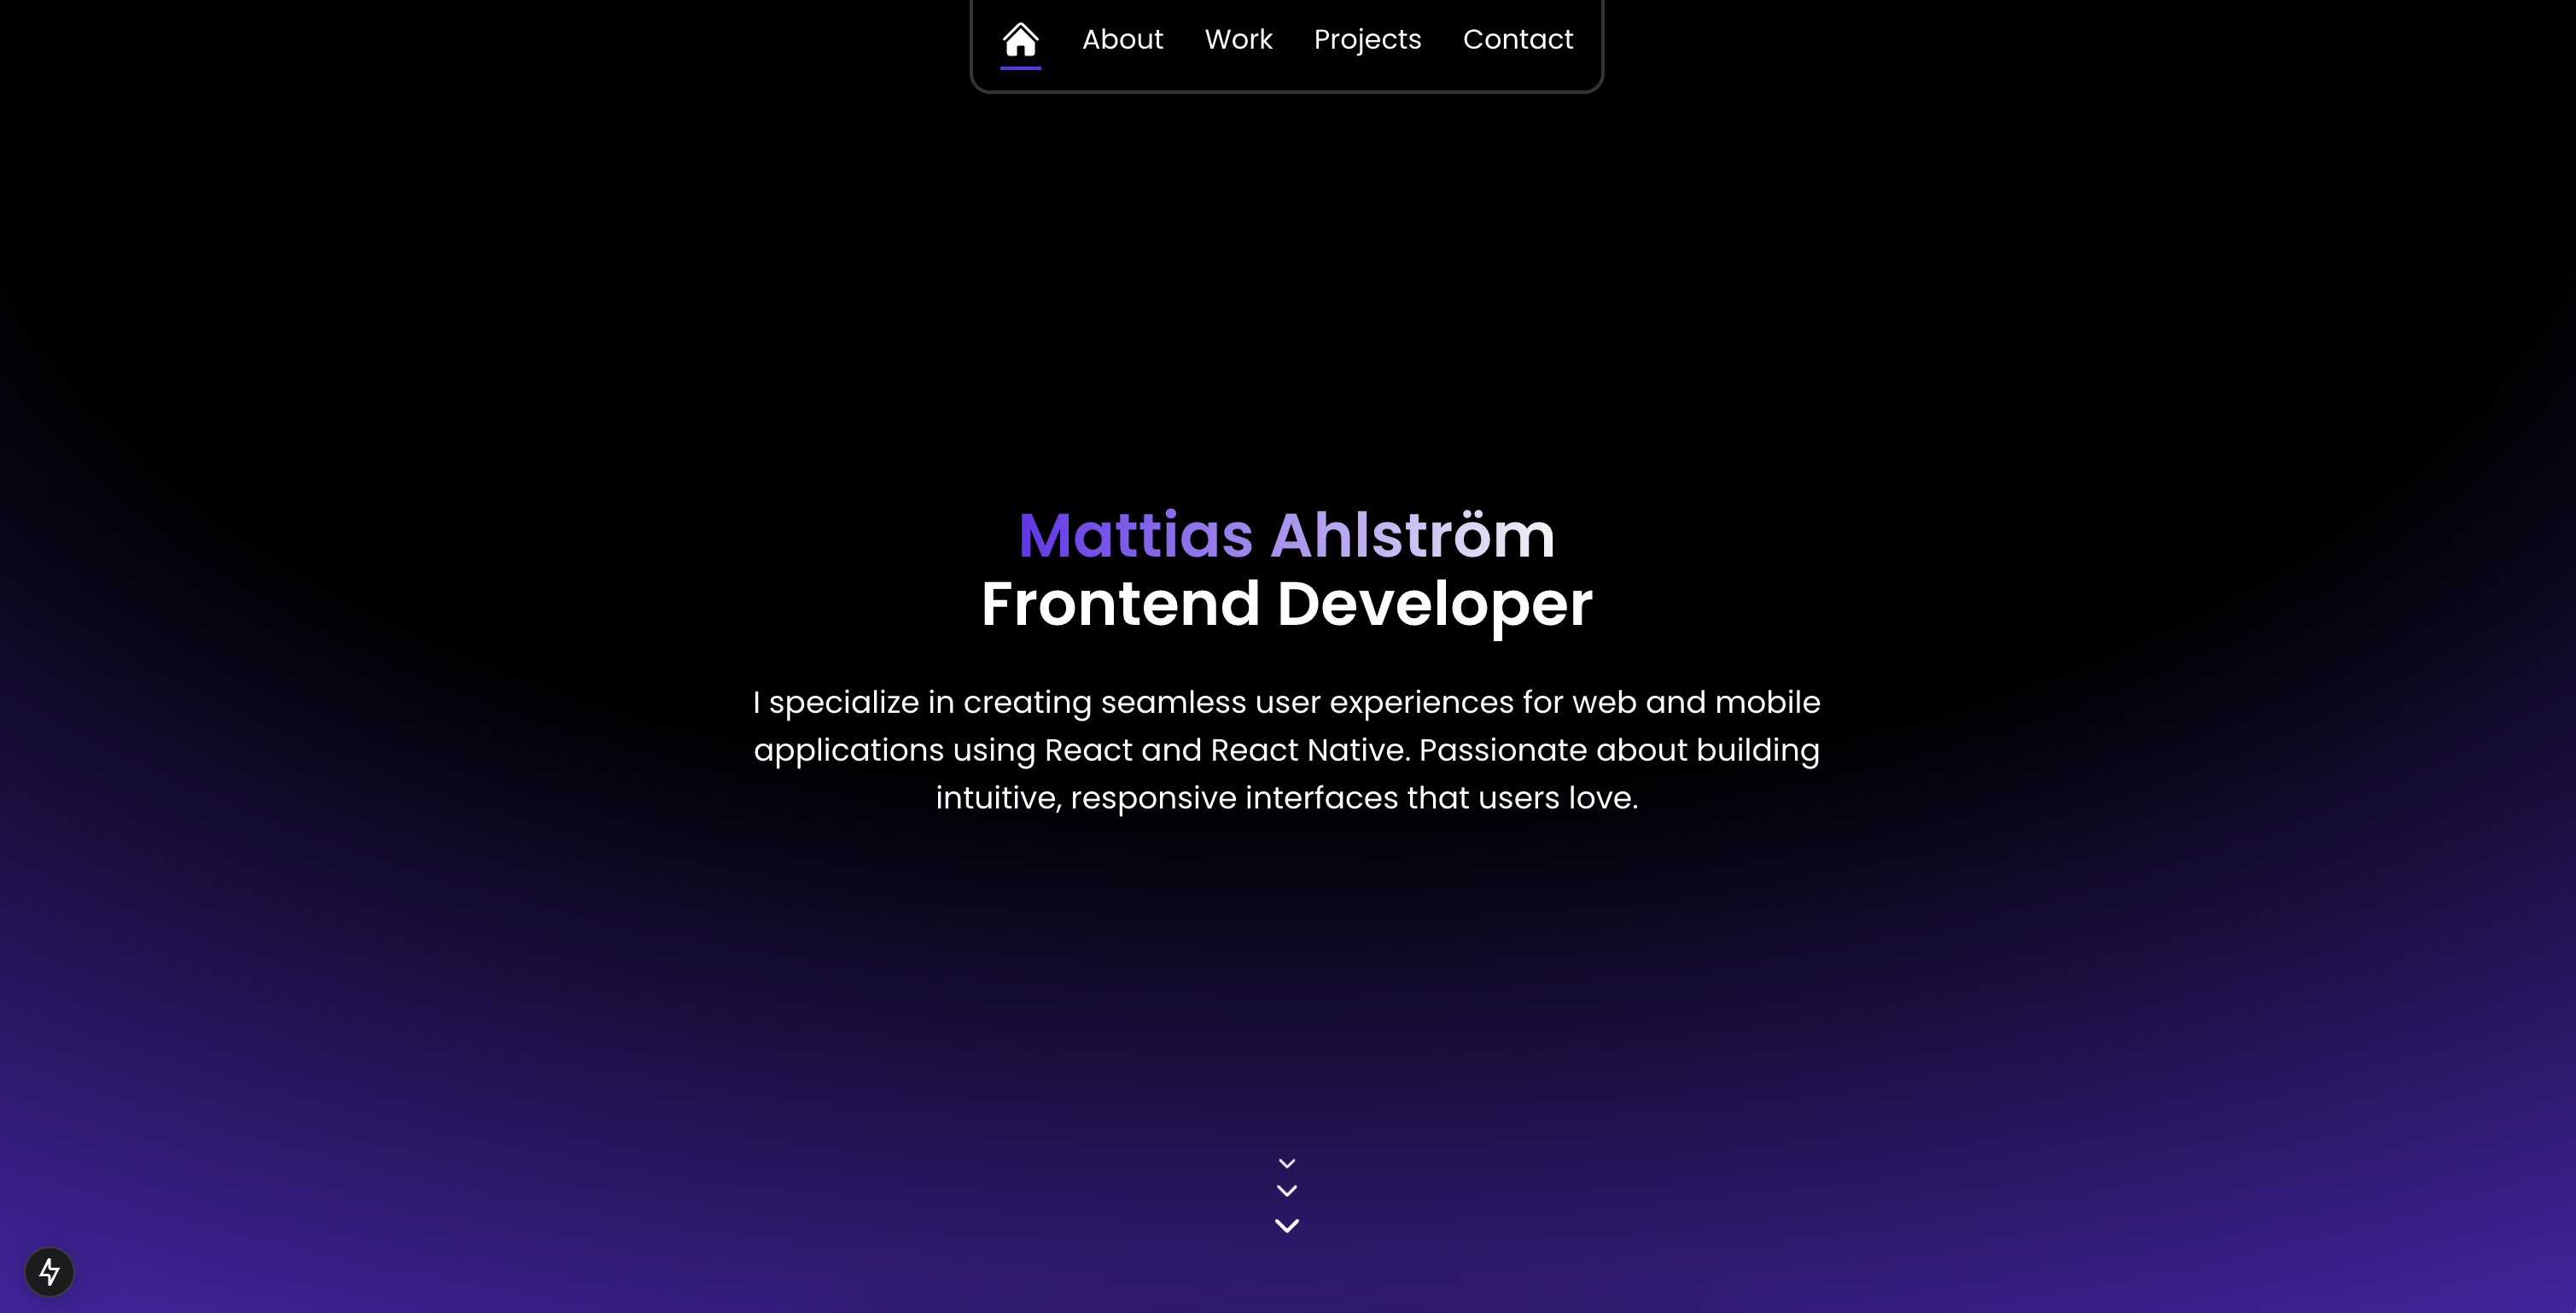 About Work Projects Contact
Mattias Ahlström
Frontend Developer
I specialize in creating seamless user experiences for web and mobile
applications using React and React Native. Passionate about building
intuitive, responsive interfaces that users love.